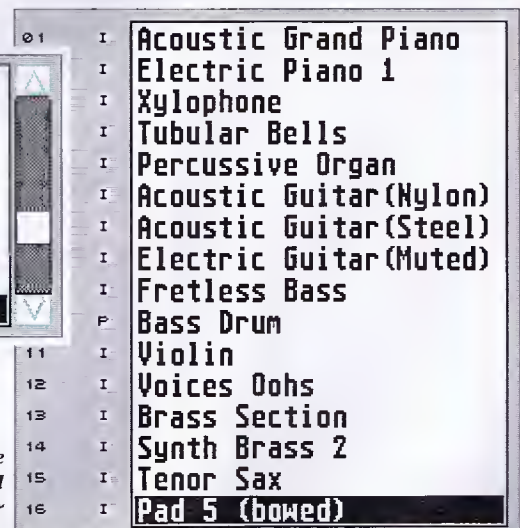 01 I Acoustic Grand Piano
I Electric Piano 1
I Xylophone
I Tubular Bells
I Percussive Organ
I Acoustic Guitar(Nylon)
I Acoustic Guitar(Steel)
I Electric Guitar(Muted)
I Fretless Bass
P Bass Drum
11 I Violin
12 I Voices Oohs
13 I Brass Section
14 I Synth Brass 2
15 I Tenor Sax
16 I Pad 5 (bowed)